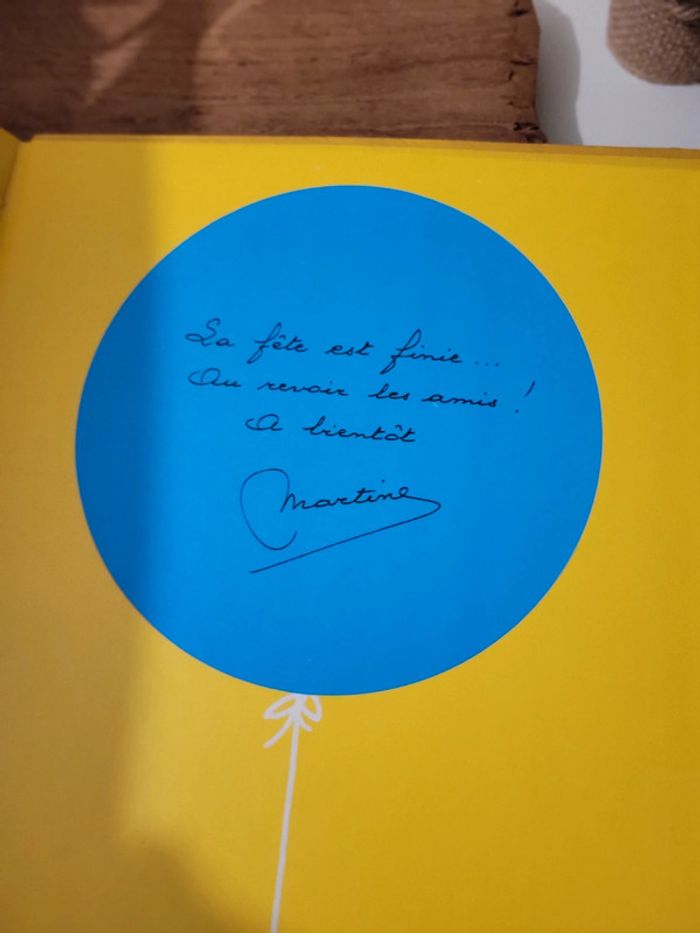 La fête est finie...
Au revoir les amis !
A bientôt
Martine